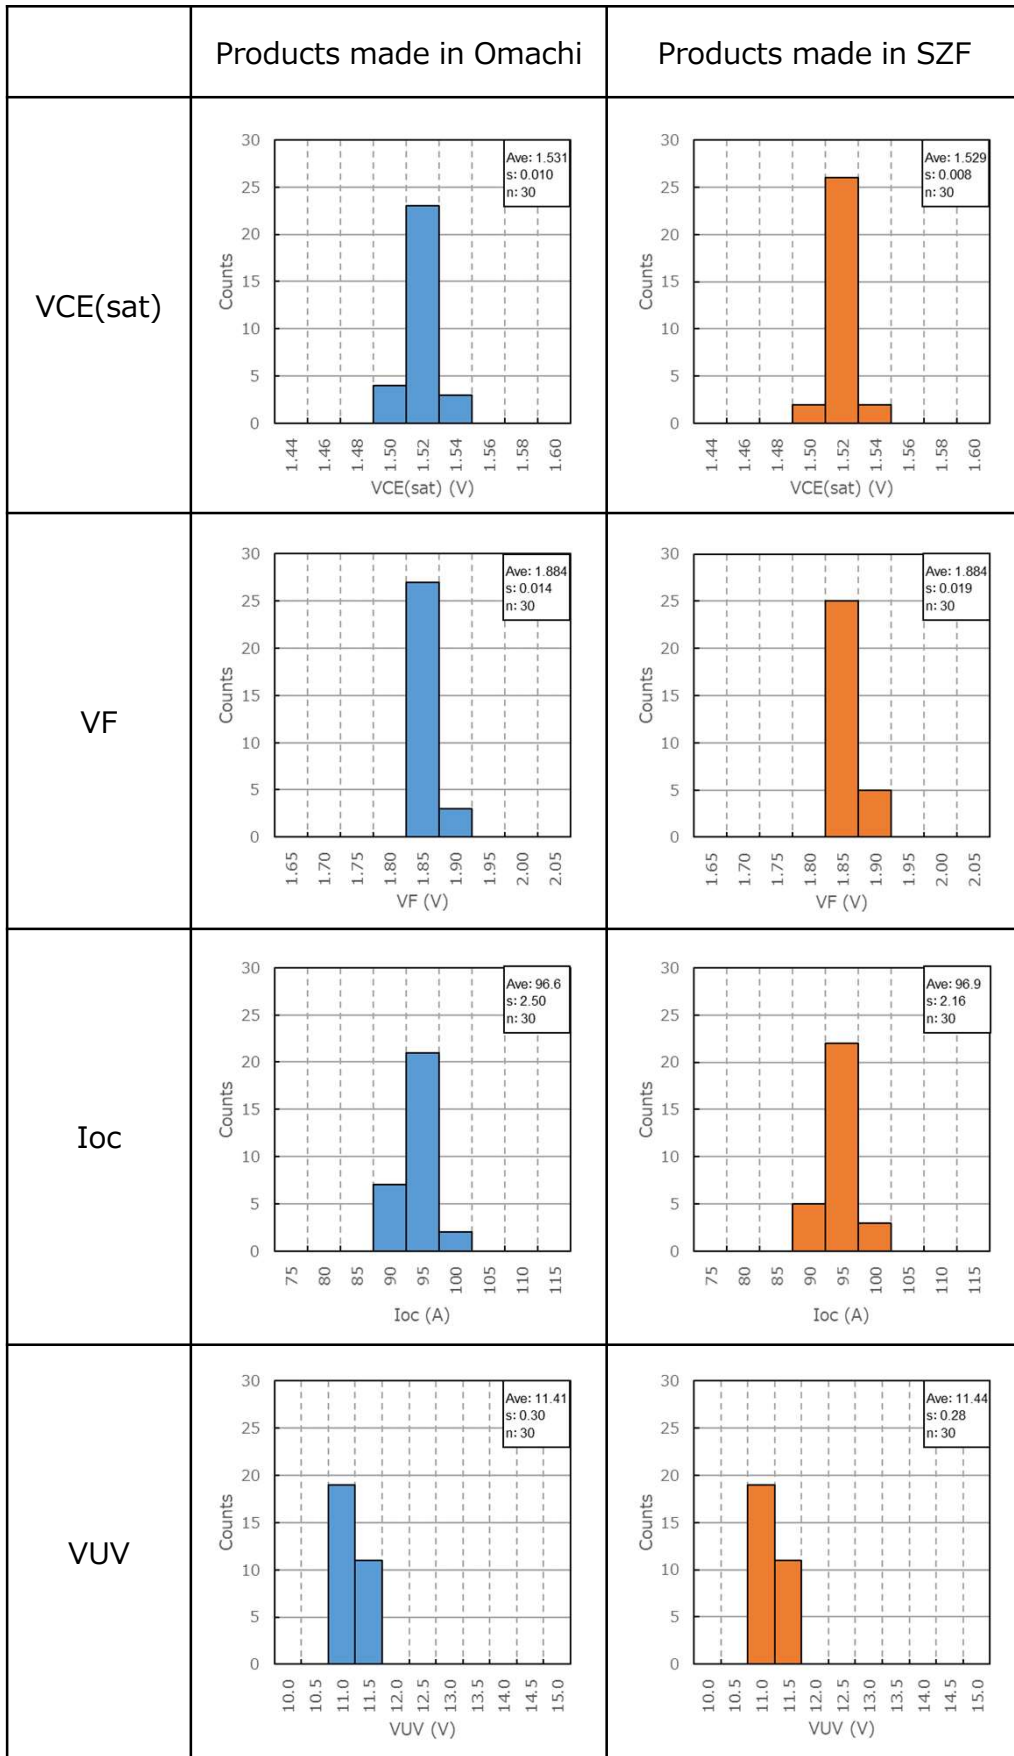 Products made in Omachi
Products made in SZF
VCE(sat)
30
25
20
15
10
5
0
Counts
Ave: 1.531
s: 0.010
n: 30
1.44
1.46
1.48
1.50
1.52
1.54
1.56
1.58
1.60
VCE(sat) (V)
30
25
20
15
10
5
0
Counts
Ave: 1.529
s: 0.008
n: 30
1.44
1.46
1.48
1.50
1.52
1.54
1.56
1.58
1.60
VCE(sat) (V)
VF
30
25
20
15
10
5
0
Counts
Ave: 1.884
s: 0.014
n: 30
1.65
1.70
1.75
1.80
1.85
1.90
1.95
2.00
2.05
VF (V)
30
25
20
15
10
5
0
Counts
Ave: 1.884
s: 0.019
n: 30
1.65
1.70
1.75
1.80
1.85
1.90
1.95
2.00
2.05
VF (V)
Ioc
30
25
20
15
10
5
0
Counts
Ave: 96.6
s: 2.50
n: 30
75
80
85
90
95
100
105
110
115
Ioc (A)
30
25
20
15
10
5
0
Counts
Ave: 96.9
s: 2.16
n: 30
75
80
85
90
95
100
105
110
115
Ioc (A)
VUV
30
25
20
15
10
5
0
Counts
Ave: 11.41
s: 0.30
n: 30
10.0
10.5
11.0
11.5
12.0
12.5
13.0
13.5
14.0
14.5
15.0
VUV (V)
30
25
20
15
10
5
0
Counts
Ave: 11.44
s: 0.28
n: 30
10.0
10.5
11.0
11.5
12.0
12.5
13.0
13.5
14.0
14.5
15.0
VUV (V)